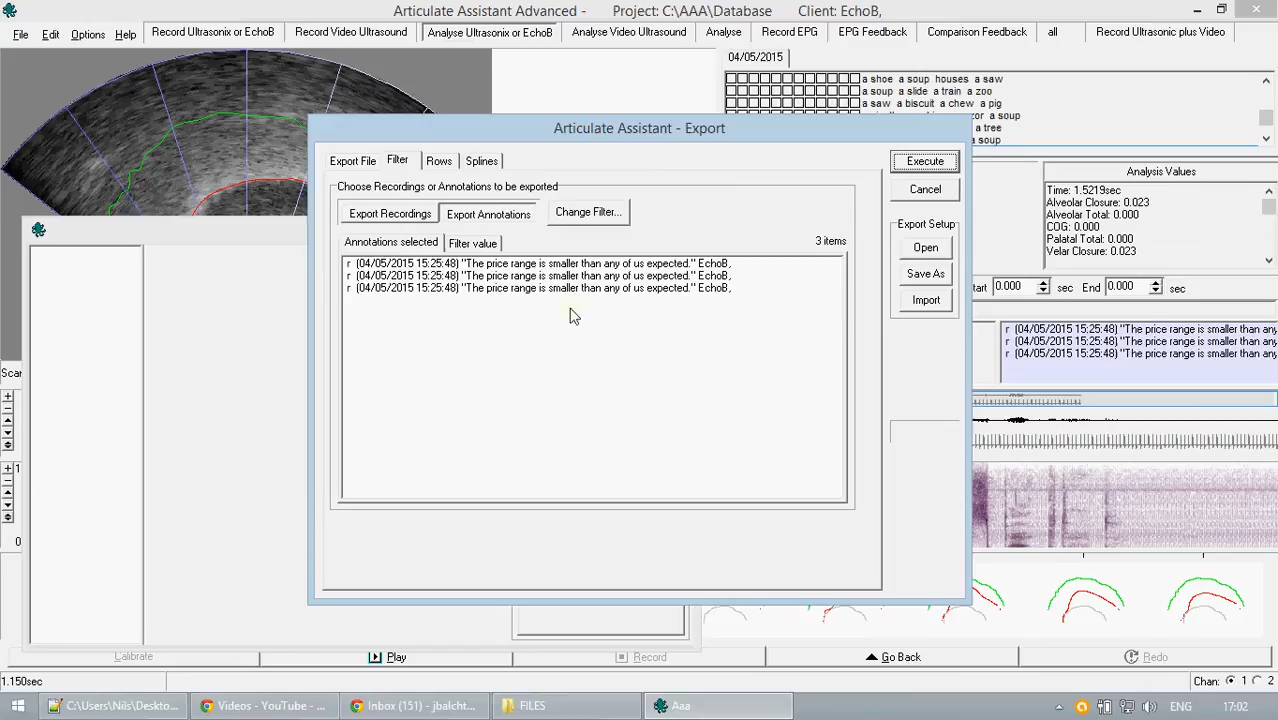 Articulate Assistant Advanced - Project: C:\AAA\Database Client: EchoB,
File Edit Options Help
Record Ultrasonix or EchoB Record Video Ultrasound Analyse Ultrasonix or EchoB Analyse Video Ultrasound Analyse Record EPG EPG Feedback Comparison Feedback all Record Ultrasonic plus Video
04/05/2015
a shoe a soup houses a saw
a soup a slide a train a zoo
a saw a biscuit a chew a pig
zor a soup
a tree
a soup
Articulate Assistant - Export
Export File Filter Rows Splines
Execute
Cancel
Choose Recordings or Annotations to be exported
Export Recordings Export Annotations Change Filter...
Annotations selected Filter value 3 items
r (04/05/2015 15:25:48) "The price range is smaller than any of us expected." EchoB,
r (04/05/2015 15:25:48) "The price range is smaller than any of us expected." EchoB,
r (04/05/2015 15:25:48) "The price range is smaller than any of us expected." EchoB,
Export Setup
Open
Save As
Import
Analysis Values
Time: 1.5219sec
Alveolar Closure: 0.023
Alveolar Total: 0.000
COG: 0.000
Palatal Total: 0.000
Velar Closure: 0.023
tart 0.000 sec End 0.000 sec
r (04/05/2015 15:25:48) "The price range is smaller than any
r (04/05/2015 15:25:48) "The price range is smaller than any
r (04/05/2015 15:25:48) "The price range is smaller than any
Scar
1
0
Calibrate Play Record Go Back Redo
1.150sec Chan: 1 2
C:\Users\Nils\Deskto... Videos - YouTube - ... Inbox (151) - jbalcht... FILES Aaa ENG 17:02